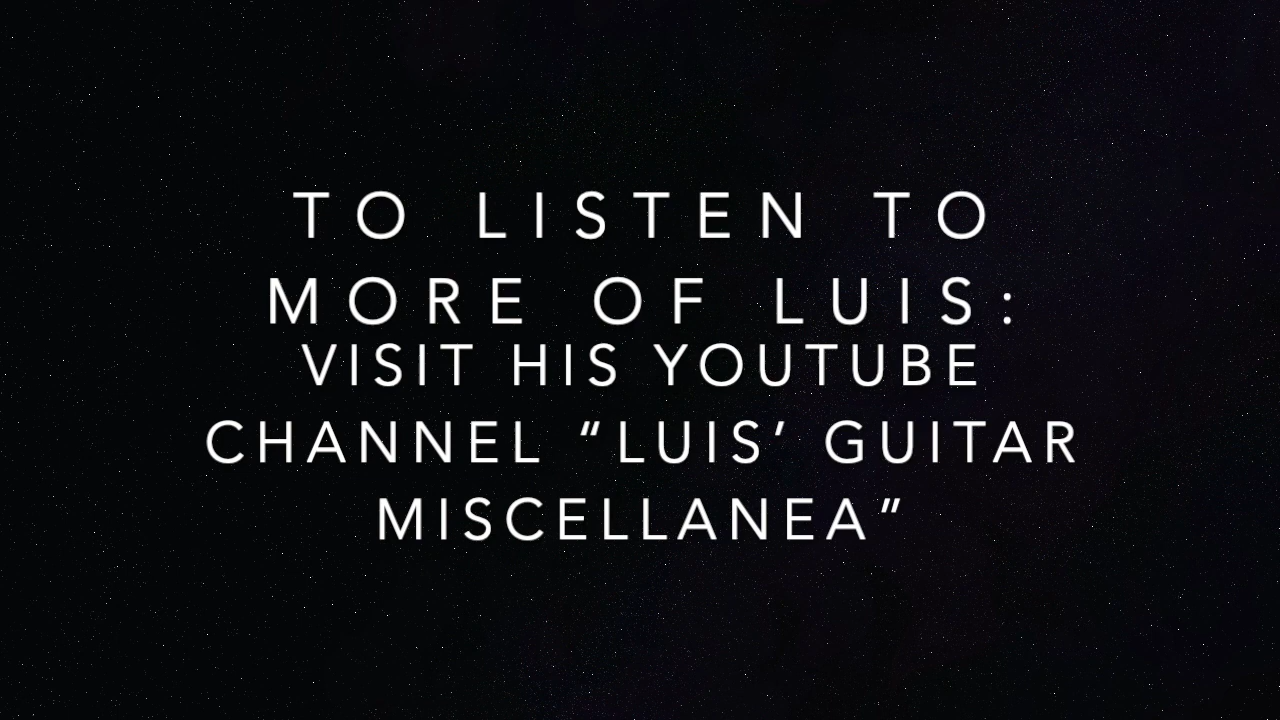 TO LISTEN TO
MORE OF LUIS:
VISIT HIS YOUTUBE
CHANNEL “LUIS’ GUITAR
MISCELLANEA”